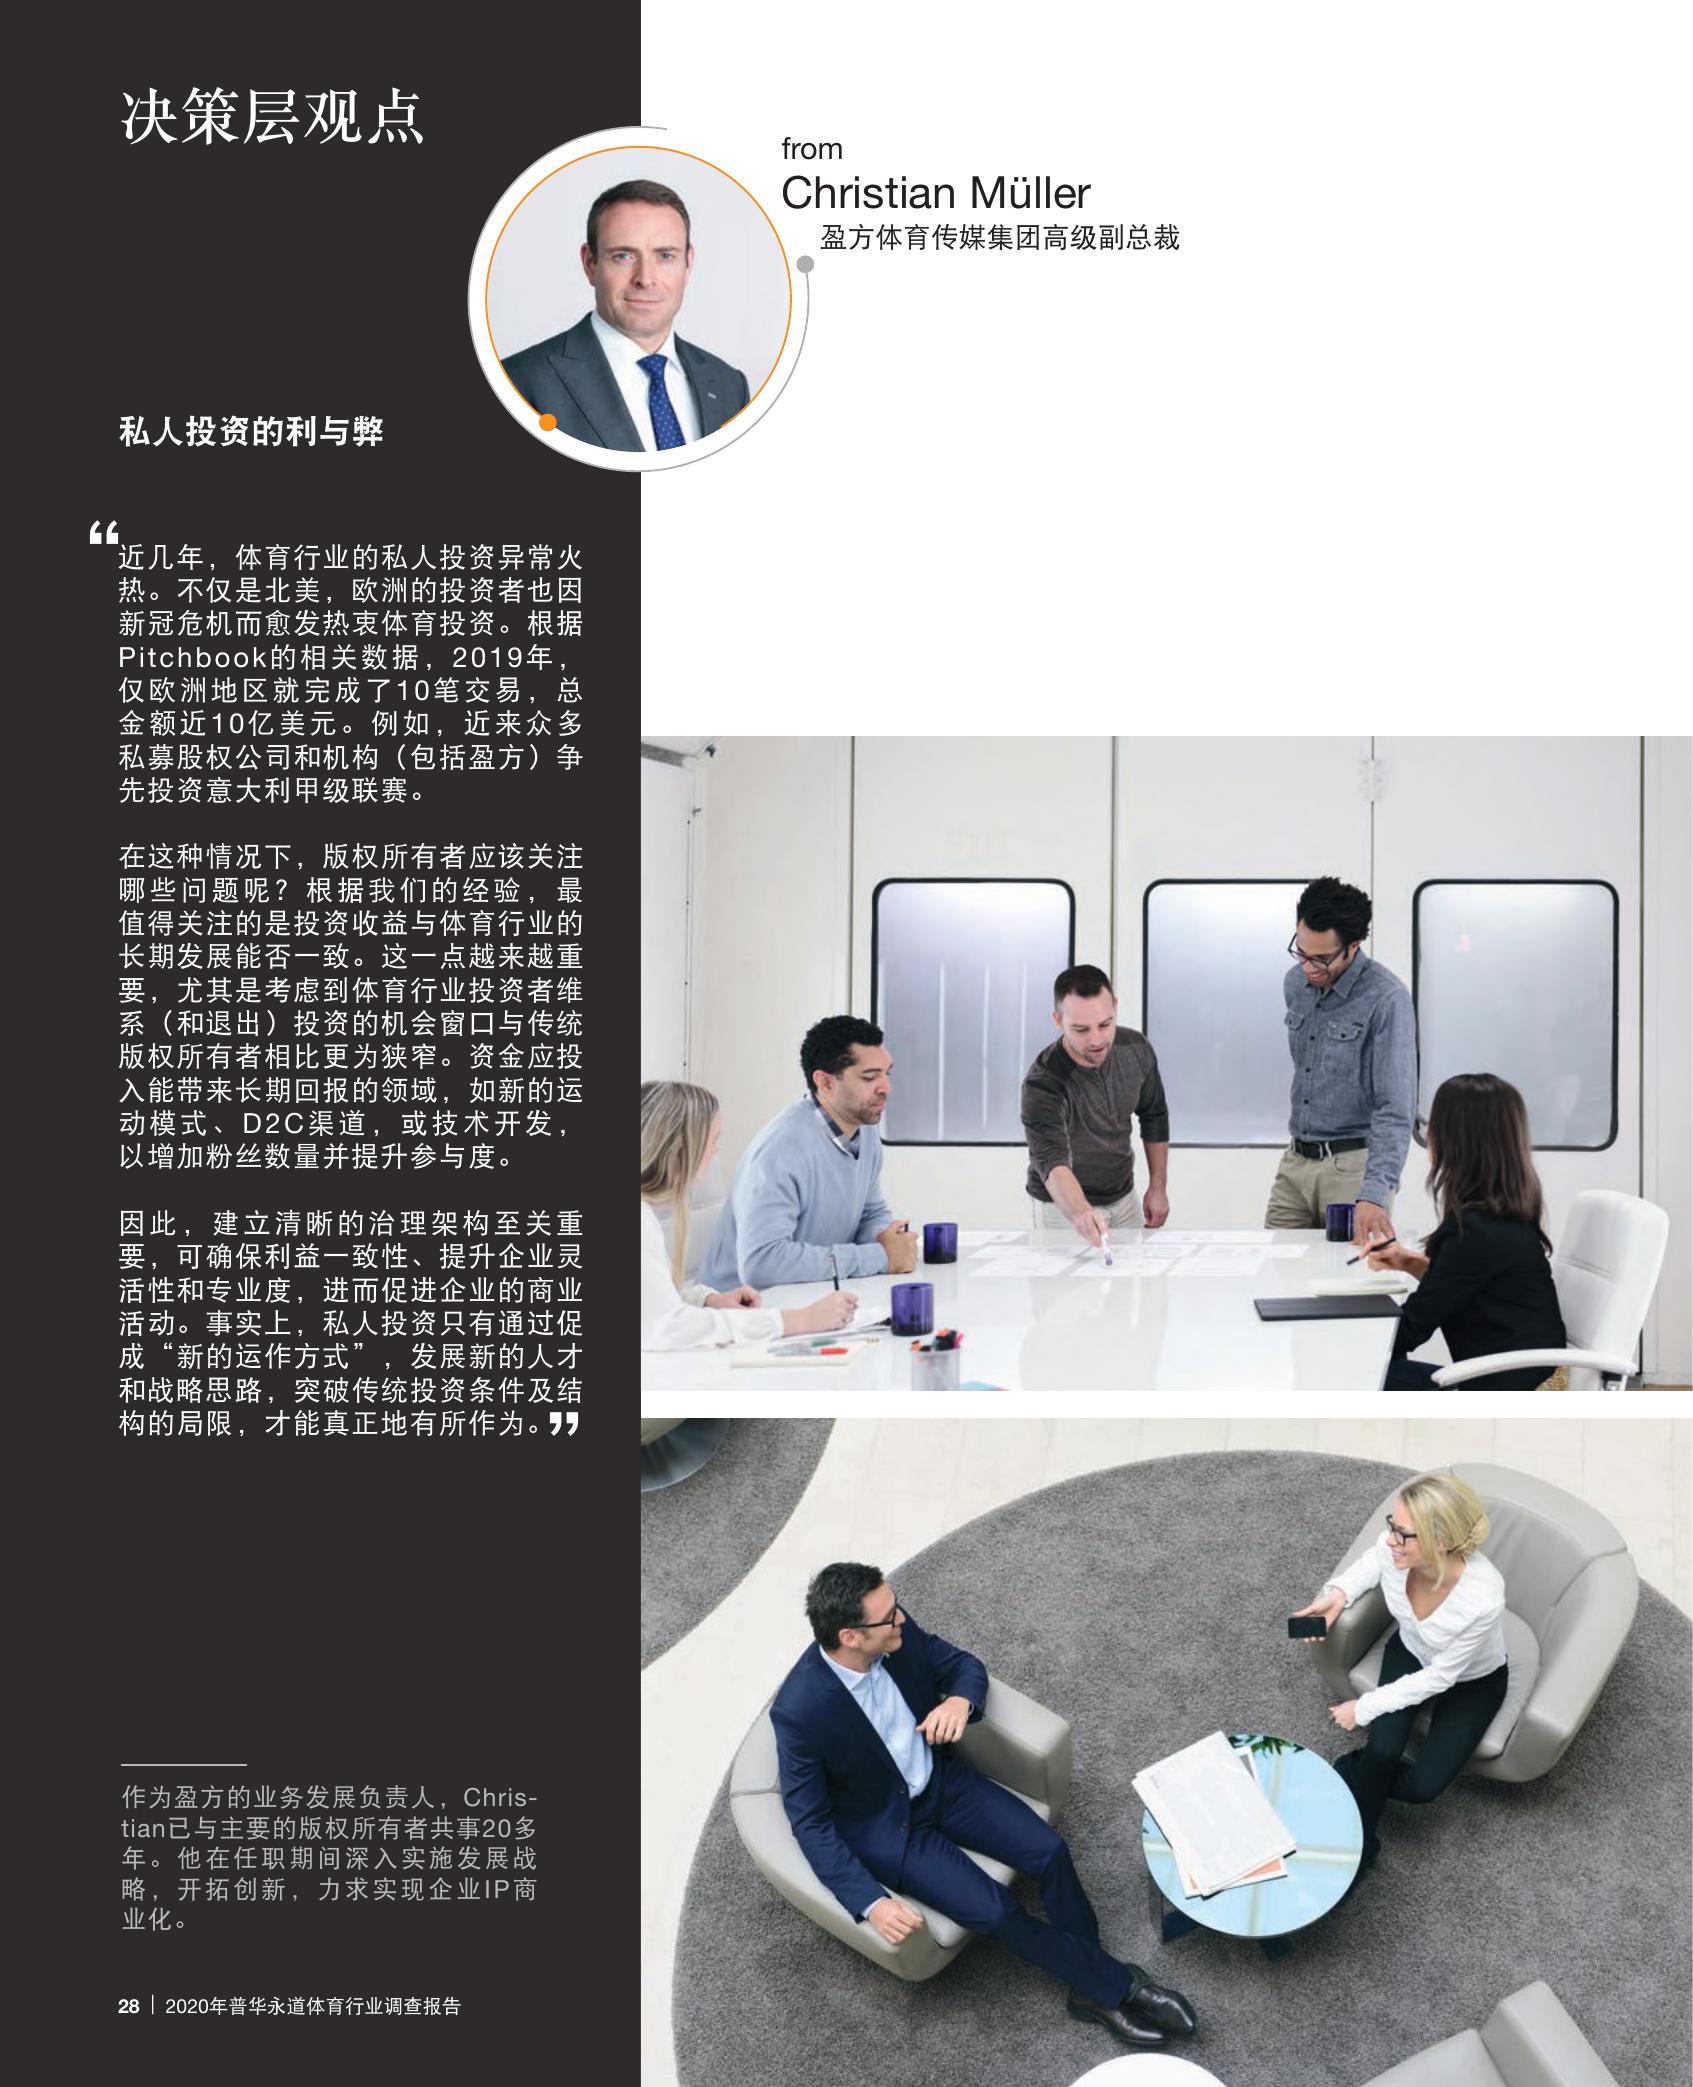 决策层观点
from
Christian Müller
盈方体育传媒集团高级副总裁
私人投资的利与弊
“近几年，体育行业的私人投资异常火
热。不仅是北美，欧洲的投资者也因
新冠危机而愈发热衷体育投资。根据
Pitchbook的相关数据，2019年，
仅欧洲地区就完成了10笔交易，总
金额近10亿美元。例如，近来众多
私募股权公司和机构（包括盈方）争
先投资意大利甲级联赛。
在这种情况下，版权所有者应该关注
哪些问题呢？根据我们的经验，最
值得关注的是投资收益与体育行业的
长期发展能否一致。这一点越来越重
要，尤其是考虑到体育行业投资者维
系（和退出）投资的机会窗口与传统
版权所有者相比更为狭窄。资金应投
入能带来长期回报的领域，如新的运
动模式、D2C渠道，或技术开发，
以增加粉丝数量并提升参与度。
因此，建立清晰的治理架构至关重
要，可确保利益一致性、提升企业灵
活性和专业度，进而促进企业的商业
活动。事实上，私人投资只有通过促
成“新的运作方式”，发展新的人才
和战略思路，突破传统投资条件及结
构的局限，才能真正地有所作为。”
作为盈方的业务发展负责人，Chris-
tian已与主要的版权所有者共事20多
年。他在任职期间深入实施发展战
略，开拓创新，力求实现企业IP商
业化。
28 | 2020年普华永道体育行业调查报告